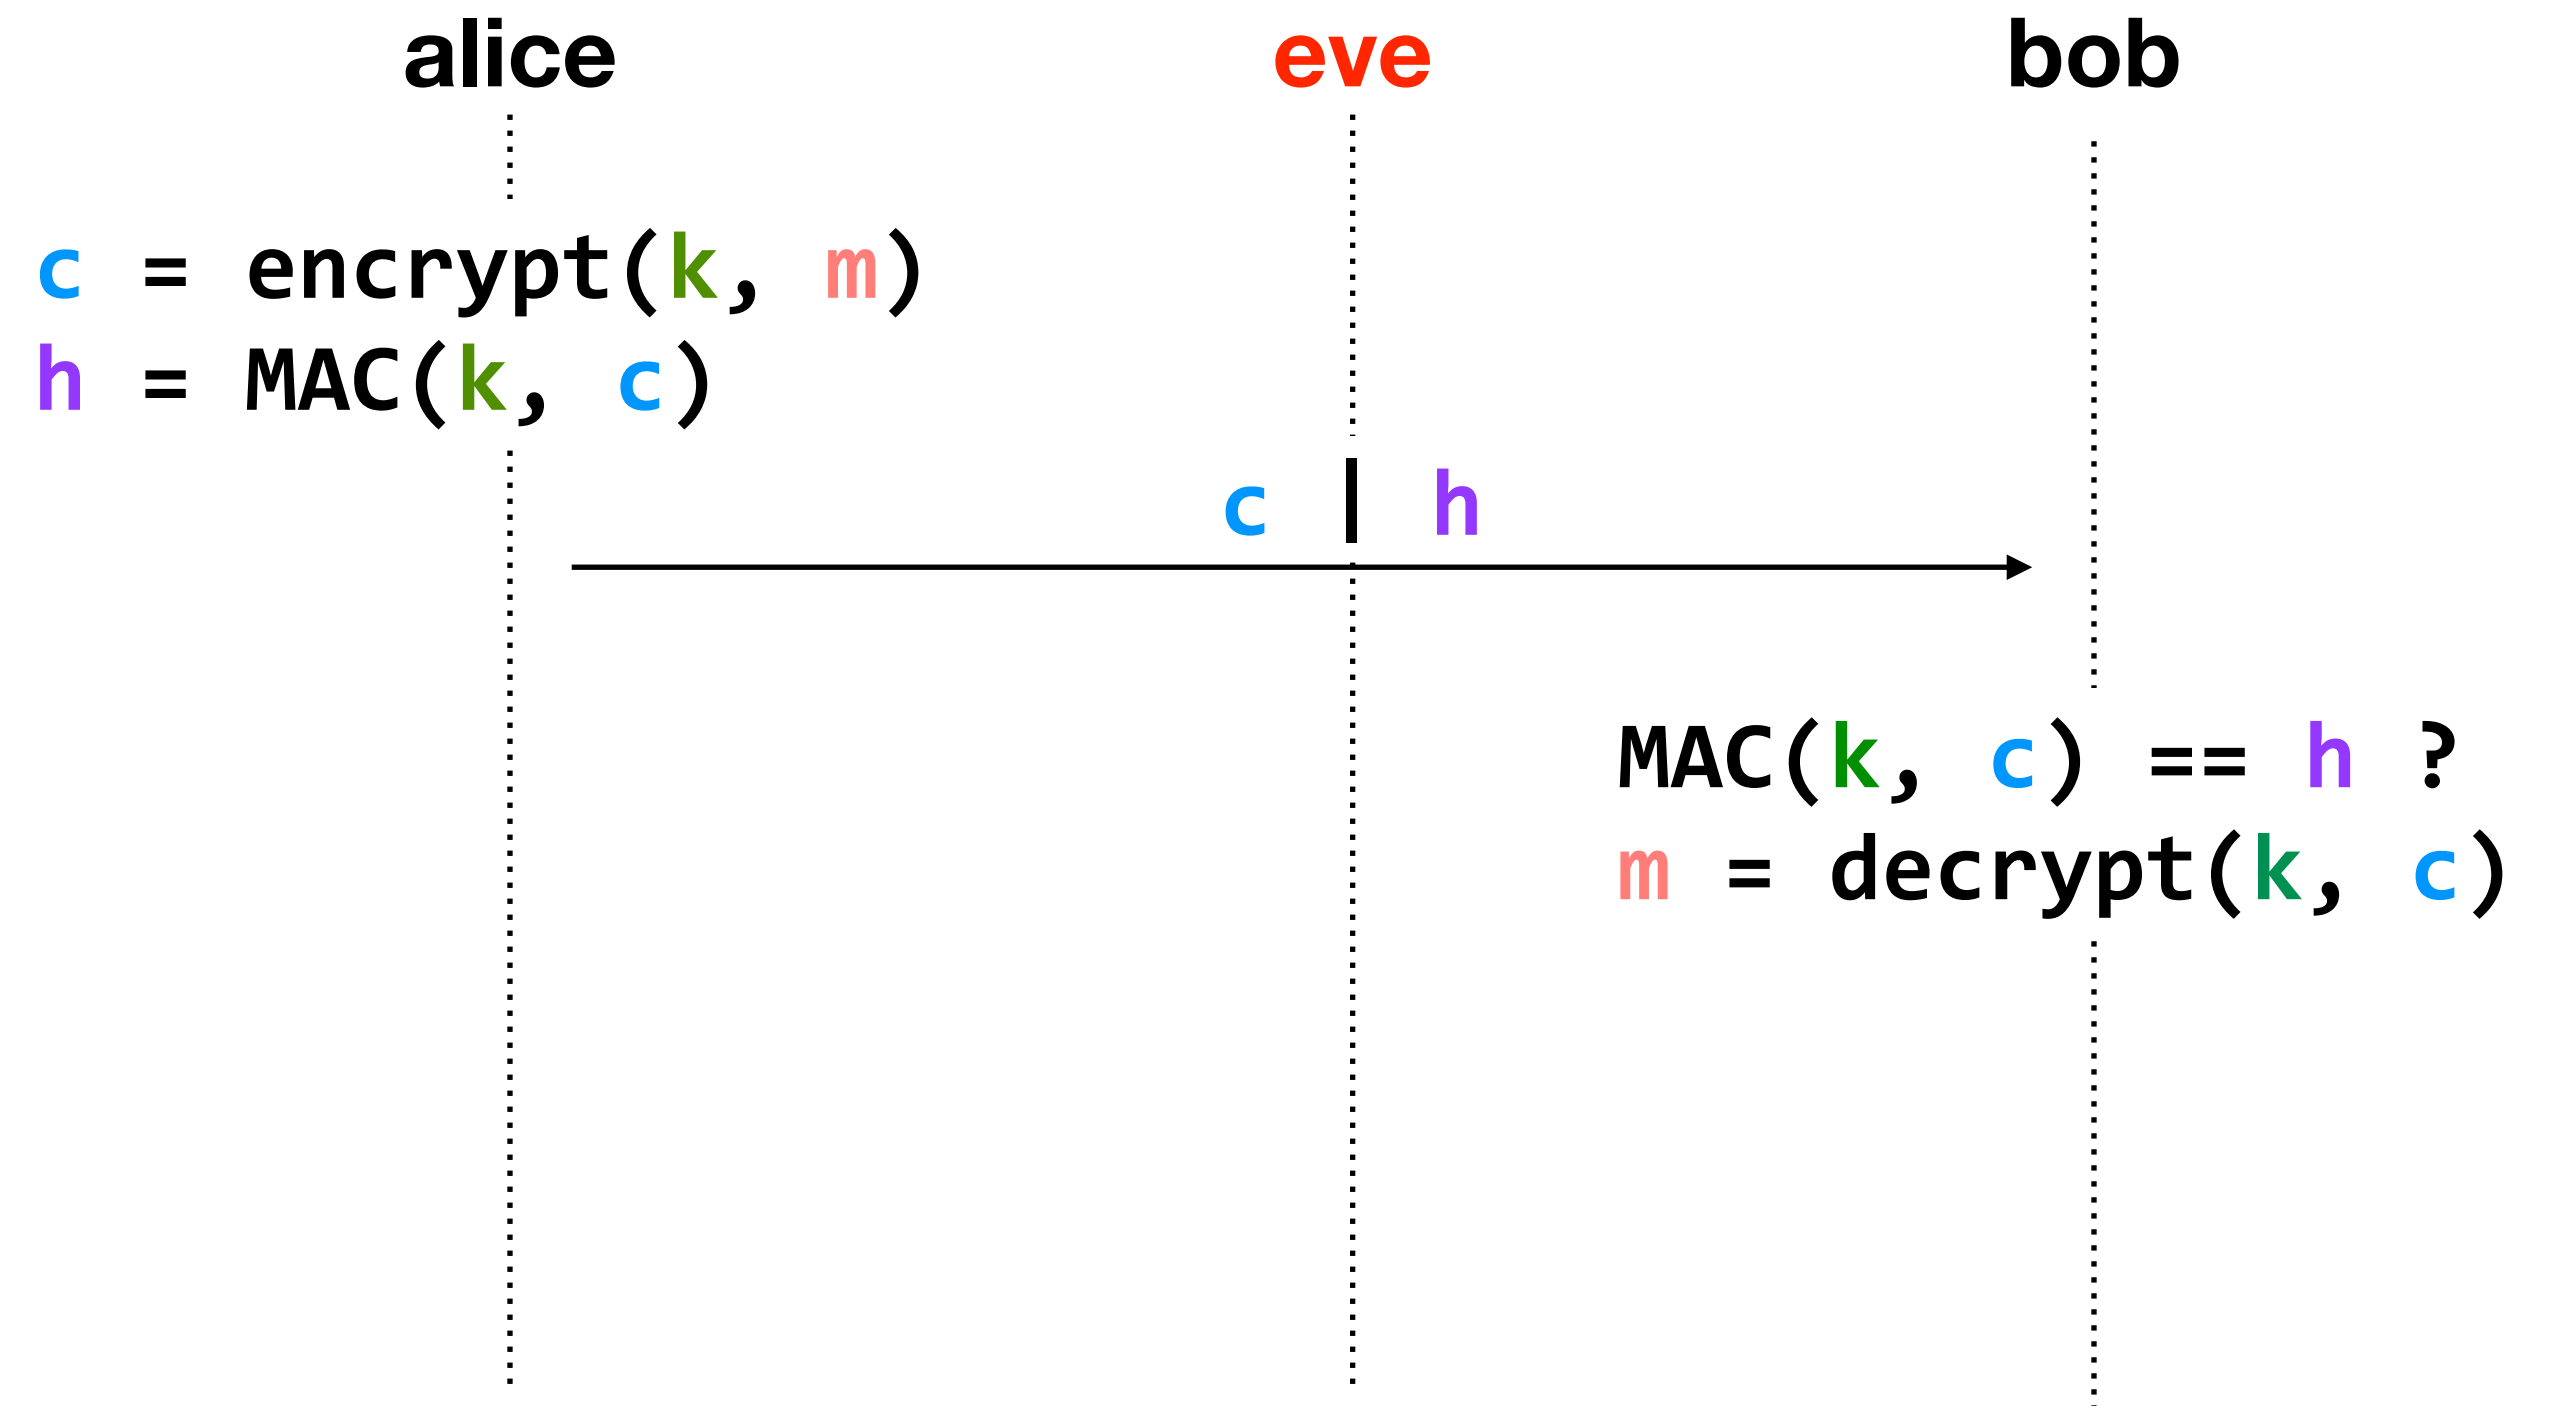 alice eve bob
c = encrypt(k, m)
h = MAC(k, c)
c | h
MAC(k, c) == h ?
m = decrypt(k, c)